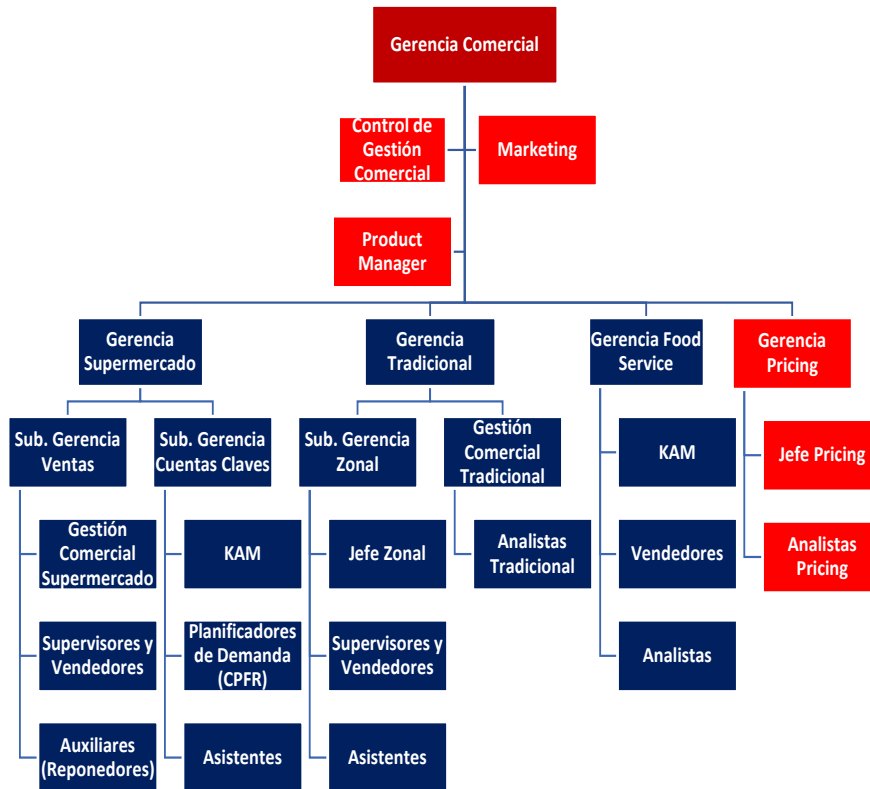 Gerencia Comercial
Control de
Gestión
Comercial
Marketing
Product
Manager
Gerencia
Supermercado
Gerencia
Tradicional
Gerencia Food
Service
Gerencia
Pricing
Sub. Gerencia
Ventas
Sub. Gerencia
Cuentas Claves
Sub. Gerencia
Zonal
Gestión
Comercial
Tradicional
KAM
Jefe Pricing
Gestión
Comercial
Supermercado
KAM
Jefe Zonal
Analistas
Tradicional
Vendedores
Analistas
Pricing
Supervisores y
Vendedores
Planificadores
de Demanda
(CPFR)
Supervisores y
Vendedores
Analistas
Auxiliares
(Reponedores)
Asistentes
Asistentes